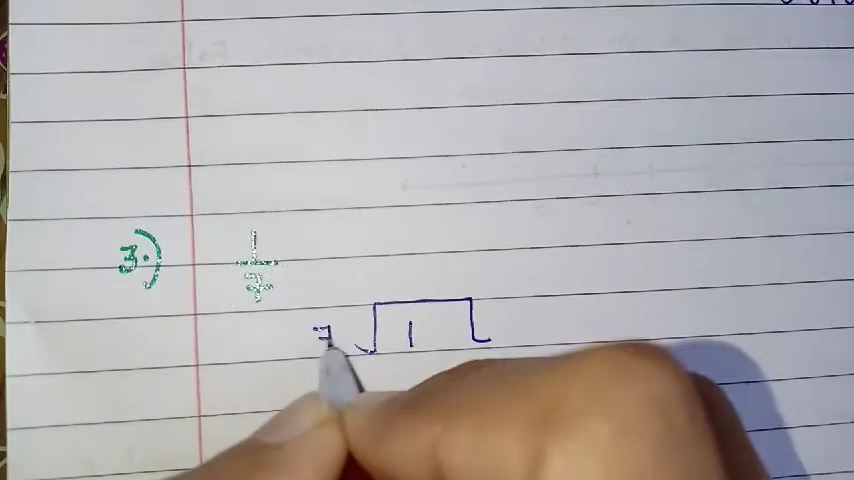 3.) 1/7
7 √ 1